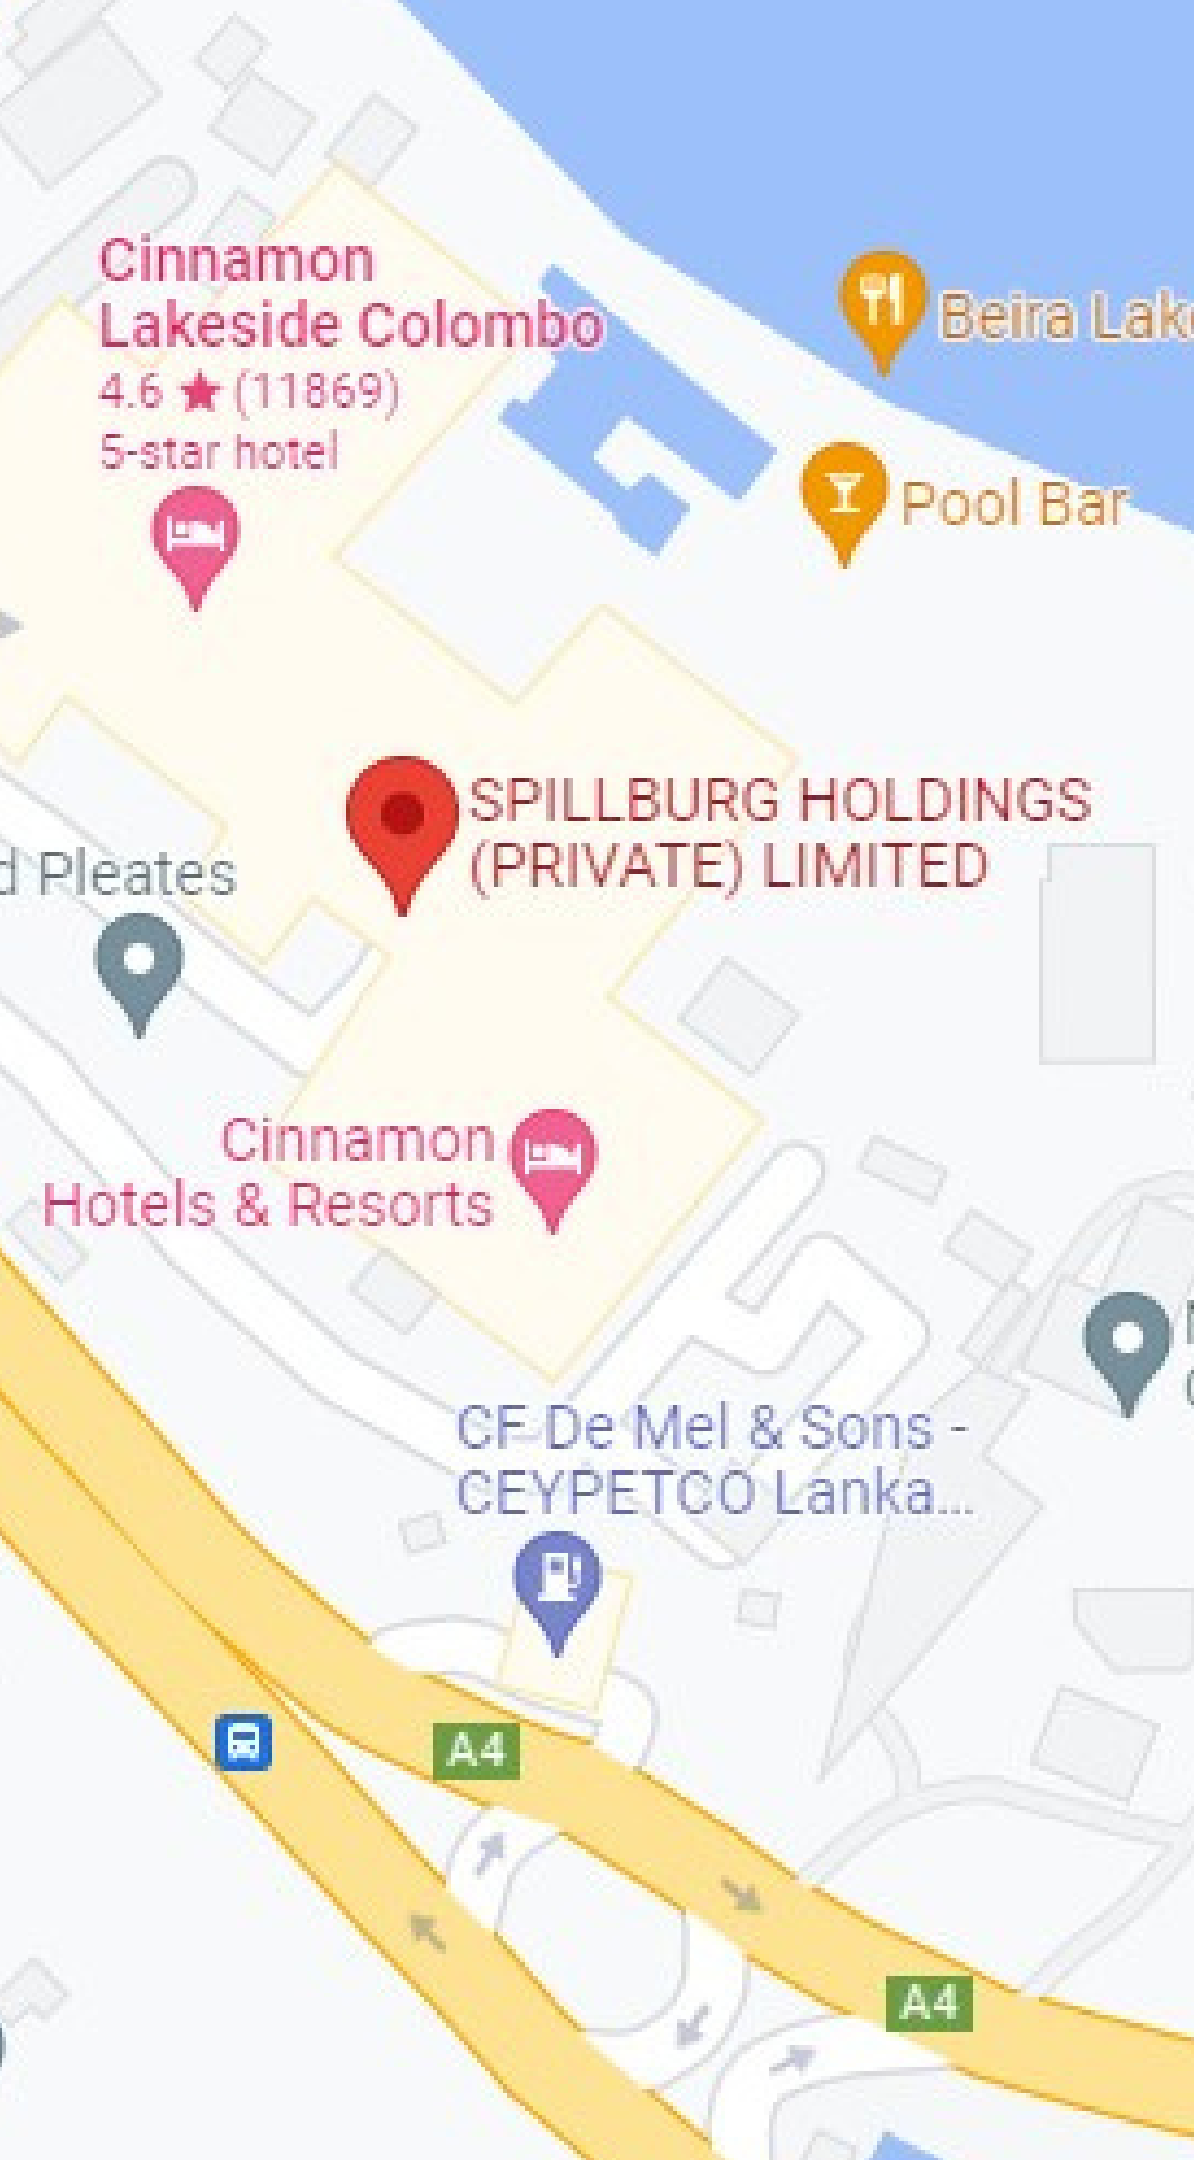 Cinnamon
Lakeside Colombo
4.6 ★ (11869)
5-star hotel
Beira
Pool Bar
SPILLBURG HOLDINGS
(PRIVATE) LIMITED
Pleates
Cinnamon
Hotels & Resorts
CF De Mel & Sons -
CEYPETCO Lanka...
A4
A4